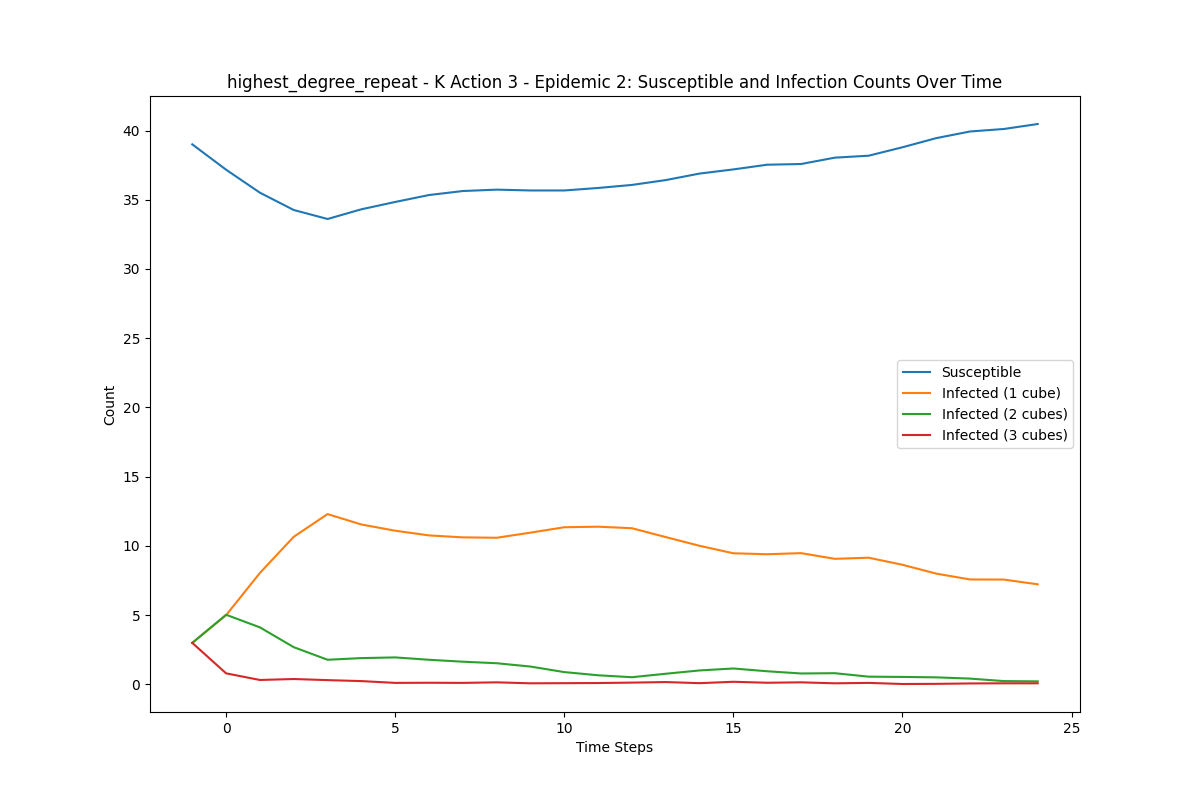 highest_degree_repeat - K Action 3 - Epidemic 2: Susceptible and Infection Counts Over Time
40
35
30
25
20
15
10
5
0
Count
Susceptible
Infected (1 cube)
Infected (2 cubes)
Infected (3 cubes)
0 5 10 15 20 25
Time Steps